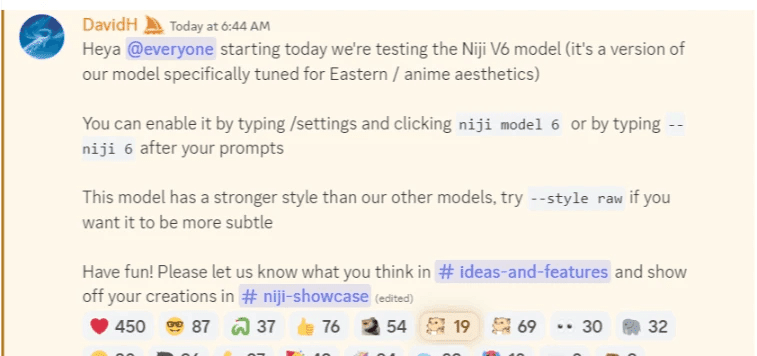 DavidH Today at 6:44 AM
Heya @everyone starting today we're testing the Niji V6 model (it's a version of
our model specifically tuned for Eastern / anime aesthetics)
You can enable it by typing /settings and clicking niji model 6 or by typing --
niji 6 after your prompts
This model has a stronger style than our other models, try --style raw if you
want it to be more subtle
Have fun! Please let us know what you think in # ideas-and-features and show
off your creations in # niji-showcase (edited)
450 87 37 76 54 19 69 30 32